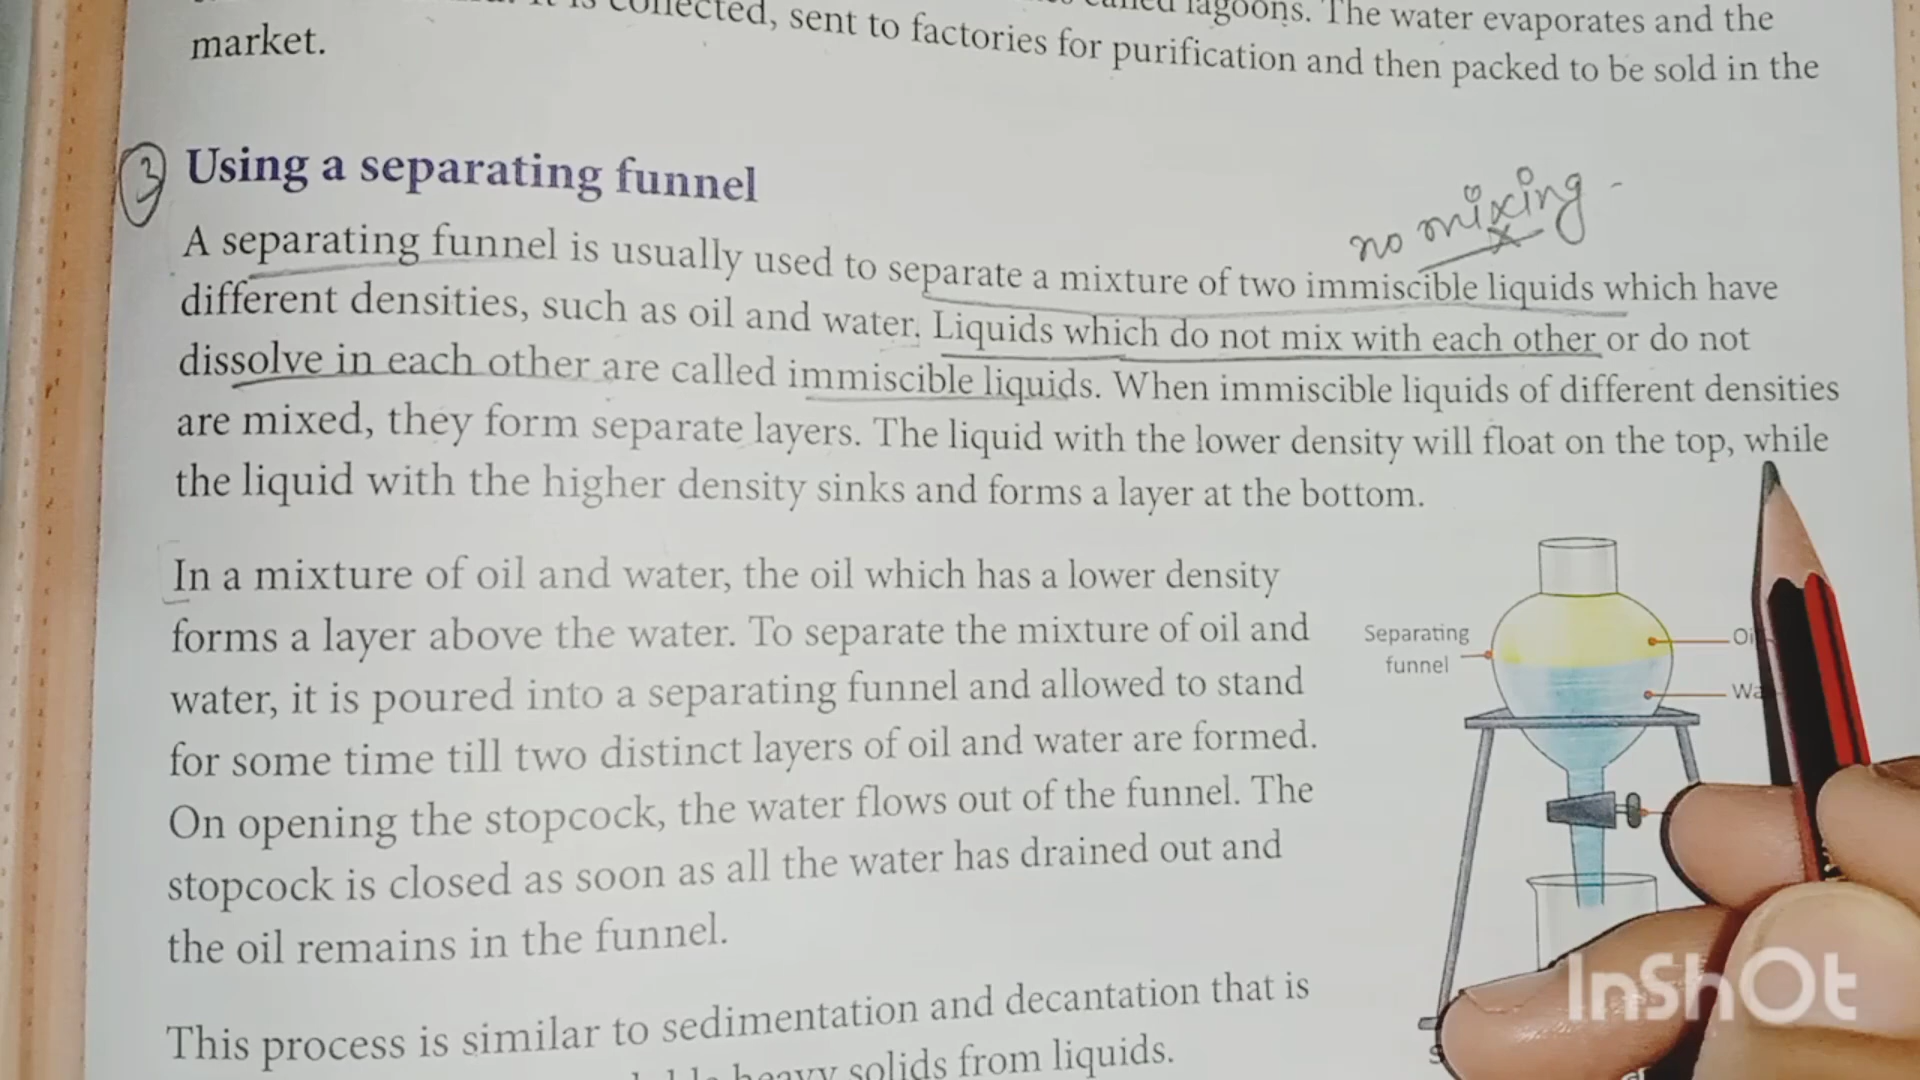 collected, sent to factories for purification and then packed to be sold in the
lagoons. The water evaporates and the
market.
3 Using a separating funnel
no mixing
A separating funnel is usually used to separate a mixture of two immiscible liquids which have
different densities, such as oil and water. Liquids which do not mix with each other or do not
dissolve in each other are called immiscible liquids. When immiscible liquids of different densities
are mixed, they form separate layers. The liquid with the lower density will float on the top, while
the liquid with the higher density sinks and forms a layer at the bottom.
In a mixture of oil and water, the oil which has a lower density
forms a layer above the water. To separate the mixture of oil and
water, it is poured into a separating funnel and allowed to stand
for some time till two distinct layers of oil and water are formed.
On opening the stopcock, the water flows out of the funnel. The
stopcock is closed as soon as all the water has drained out and
the oil remains in the funnel.
Separating
funnel
Oi
Wa
This process is similar to sedimentation and decantation that is
heavy solids from liquids.
InShOt